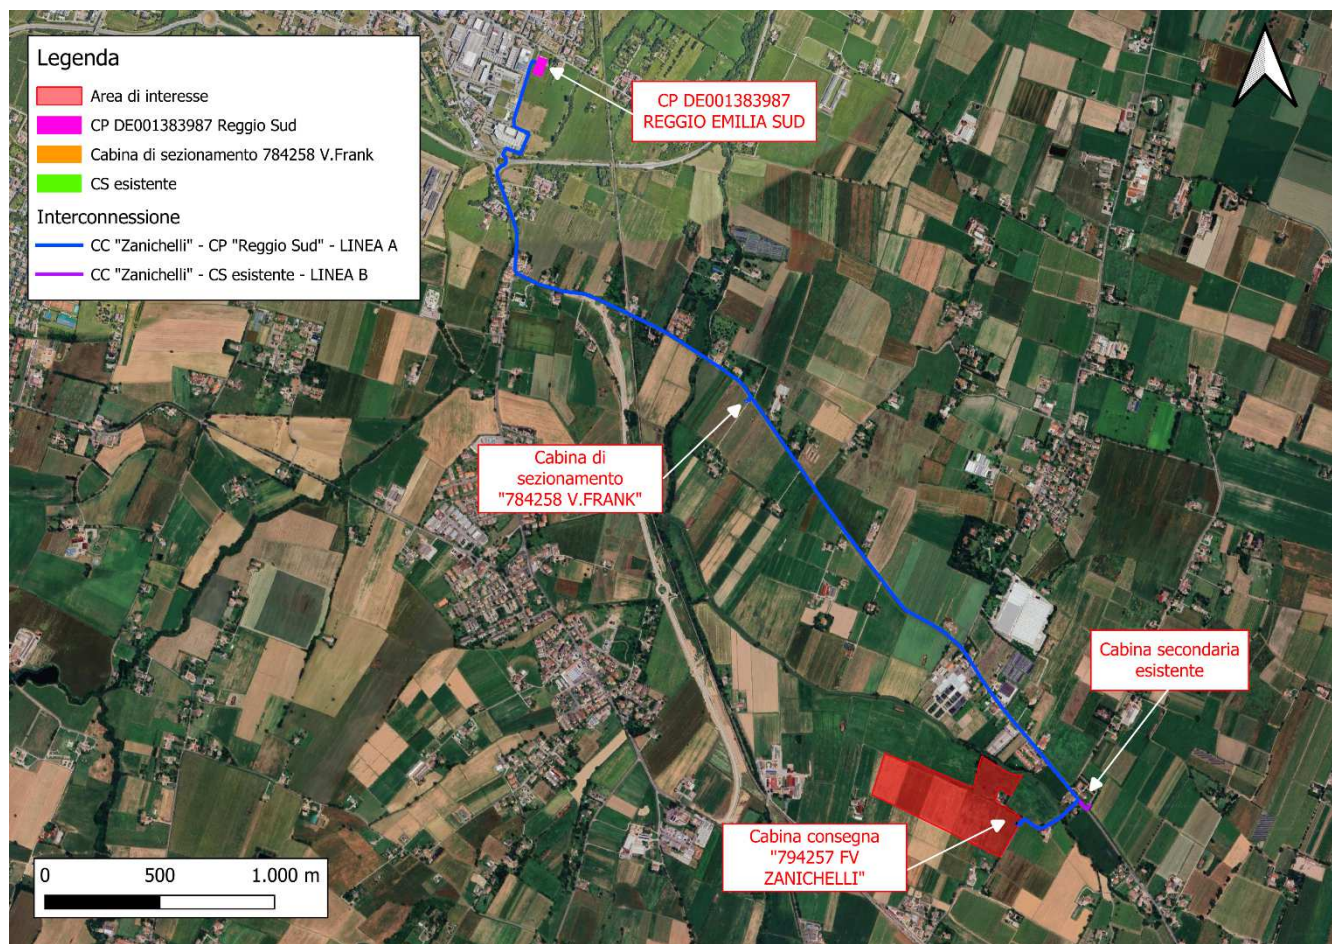 Legenda
Area di interesse
CP DE001383987 Reggio Sud
Cabina di sezionamento 784258 V.Frank
CS esistente
Interconnessione
CC "Zanichelli" - CP "Reggio Sud" - LINEA A
CC "Zanichelli" - CS esistente - LINEA B
CP DE001383987
REGGIO EMILIA SUD
Cabina di
sezionamento
"784258 V.FRANK"
Cabina secondaria
esistente
Cabina consegna
"794257 FV
ZANICHELLI"
0 500 1.000 m